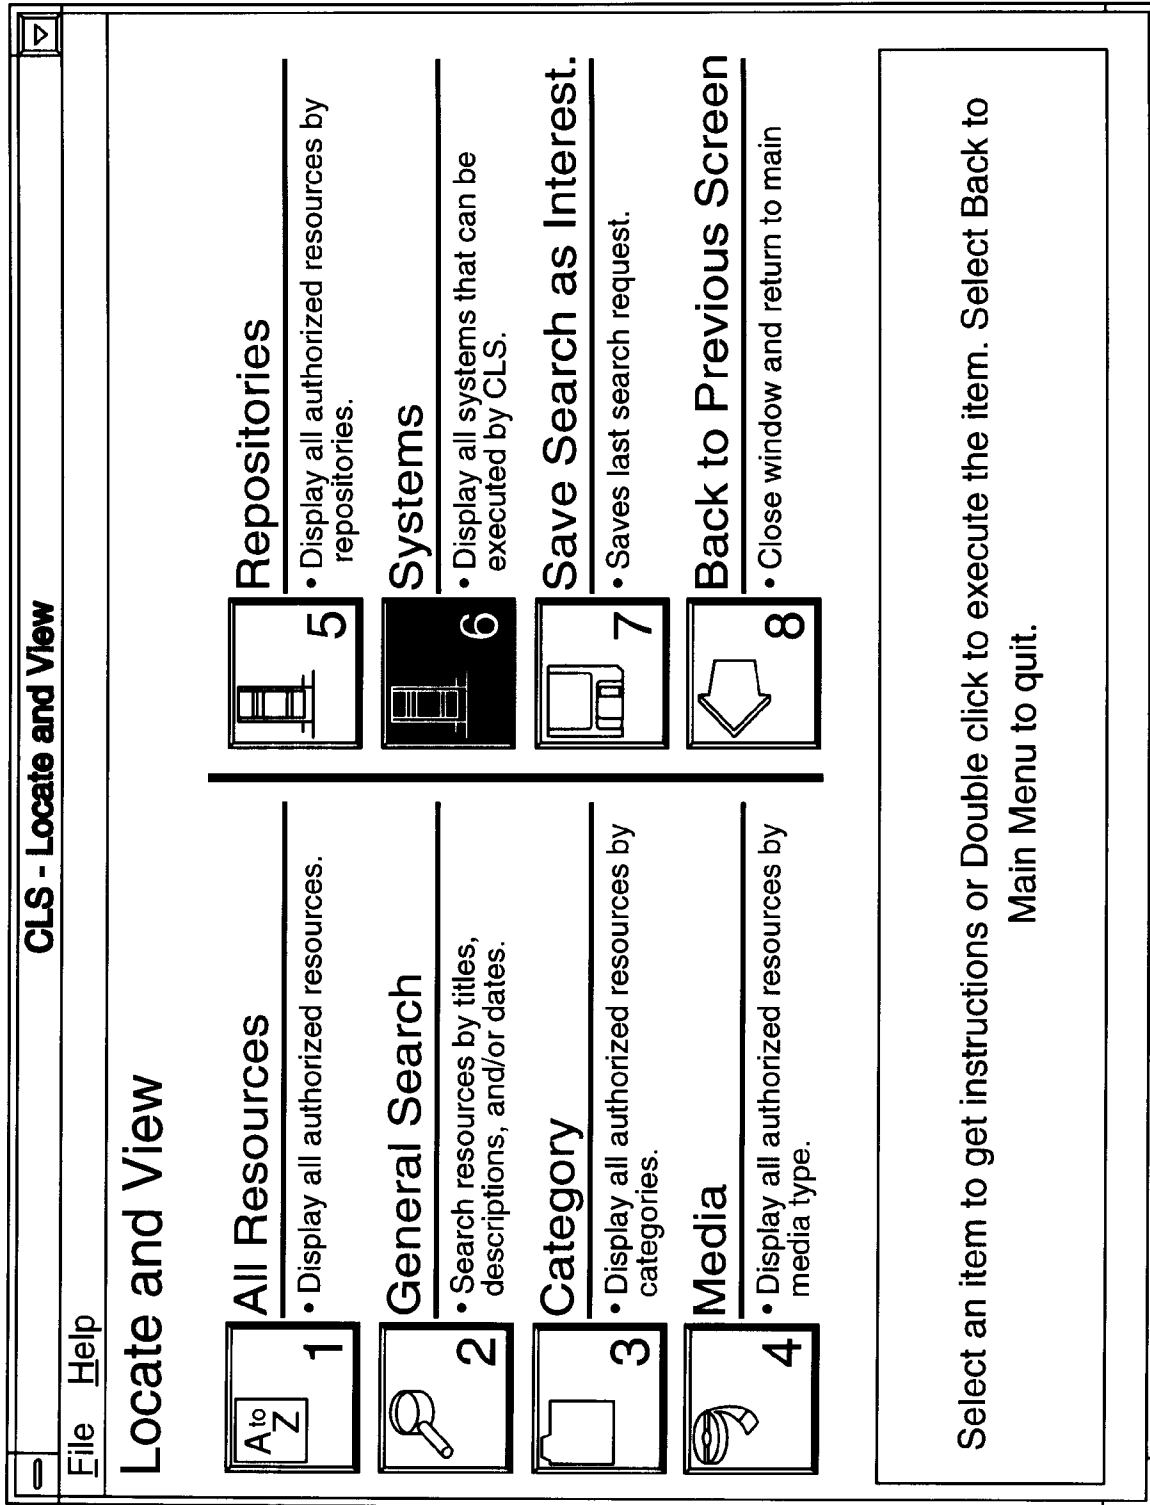 CLS - Locate and View
File Help
Locate and View
A to
Z
1
All Resources
• Display all authorized resources.
2
General Search
• Search resources by titles,
descriptions, and/or dates.
3
Category
• Display all authorized resources by
categories.
4
Media
• Display all authorized resources by
media type.
5
Repositories
• Display all authorized resources by
repositories.
6
Systems
• Display all systems that can be
executed by CLS.
7
Save Search as Interest.
• Saves last search request.
8
Back to Previous Screen
• Close window and return to main
Select an item to get instructions or Double click to execute the item. Select Back to
Main Menu to quit.